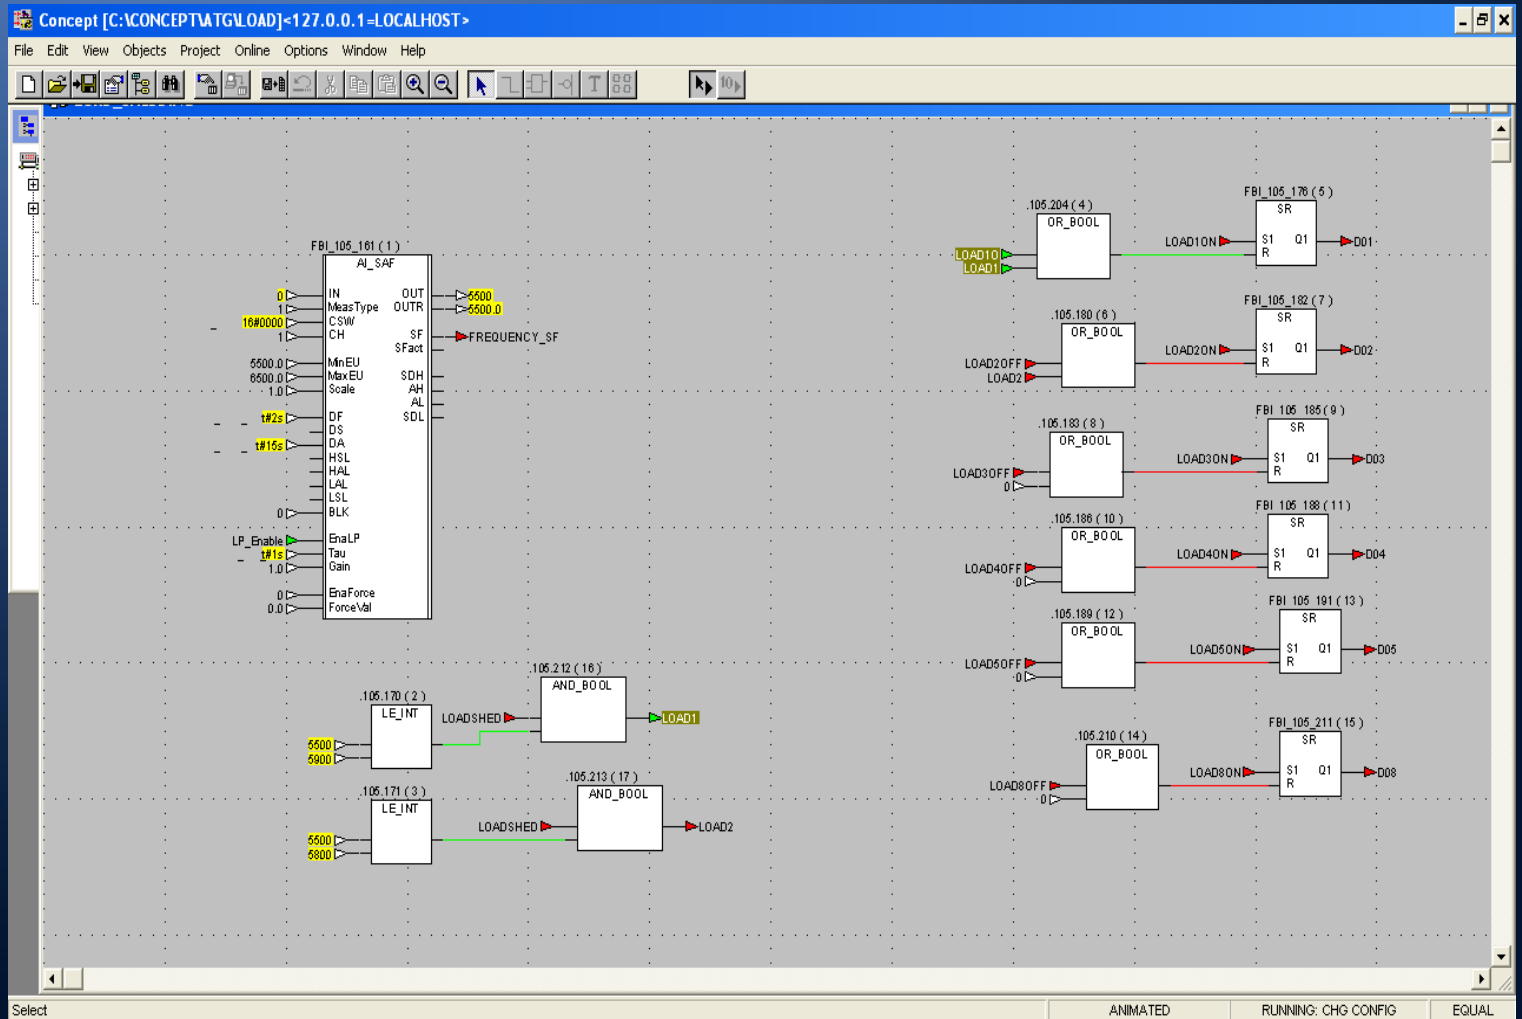 Concept [C:\CONCEPT\ATG\LOAD]<127.0.0.1=LOCALHOST>
File Edit View Objects Project Online Options Window Help
FBI_105_161 ( 1 )
AI_SAF
0 IN OUT 5500
1 MeasType OUTR 5500.0
16#0000 CSW
1 CH SF FREQUENCY_SF
SFact
5500.0 MinEU
6500.0 MaxEU SDH
1.0 Scale AH
AL
t#2s DF SDL
DS
t#15s DA
HSL
HAL
LAL
LSL
0 BLK
LP_Enable EnaLP
t#1s Tau
1.0 Gain
0 EnaForce
0.0 ForceVal
.105.170 ( 2 )
LE_INT
5500
5900
.105.212 ( 16 )
AND_BOOL
LOADSHED LOAD1
.105.171 ( 3 )
LE_INT
5500
5800
.105.213 ( 17 )
AND_BOOL
LOADSHED LOAD2
.105.204 ( 4 )
OR_BOOL
LOAD1O
LOAD1
FBI_105_176 ( 5 )
SR
LOAD1ON S1 Q1 D01
R
.105.180 ( 6 )
OR_BOOL
LOAD2OFF
LOAD2
FBI_105_182 ( 7 )
SR
LOAD2ON S1 Q1 D02
R
.105.183 ( 8 )
OR_BOOL
LOAD3OFF
0
FBI_105_185 ( 9 )
SR
LOAD3ON S1 Q1 D03
R
.105.186 ( 10 )
OR_BOOL
LOAD4OFF
0
FBI_105_188 ( 11 )
SR
LOAD4ON S1 Q1 D04
R
.105.189 ( 12 )
OR_BOOL
LOAD5OFF
0
FBI_105_191 ( 13 )
SR
LOAD5ON S1 Q1 D05
R
.105.210 ( 14 )
OR_BOOL
LOAD8OFF
0
FBI_105_211 ( 15 )
SR
LOAD8ON S1 Q1 D08
R
Select ANIMATED RUNNING: CHG CONFIG EQUAL